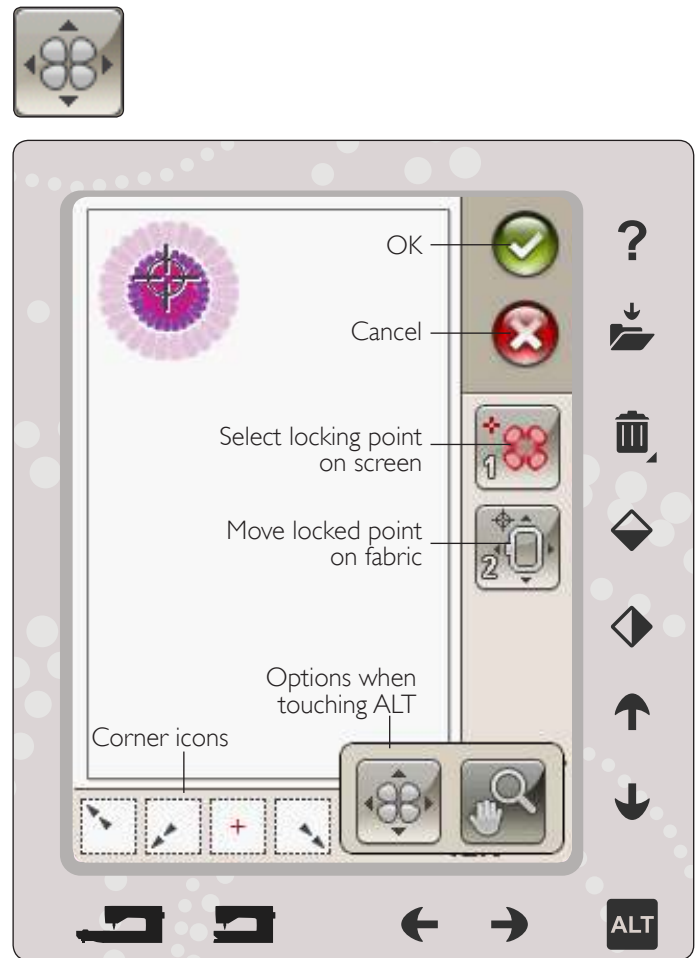 OK
Cancel
Select locking point
on screen
1
Move locked point
on fabric
2
Options when
touching ALT
Corner icons
?
ALT